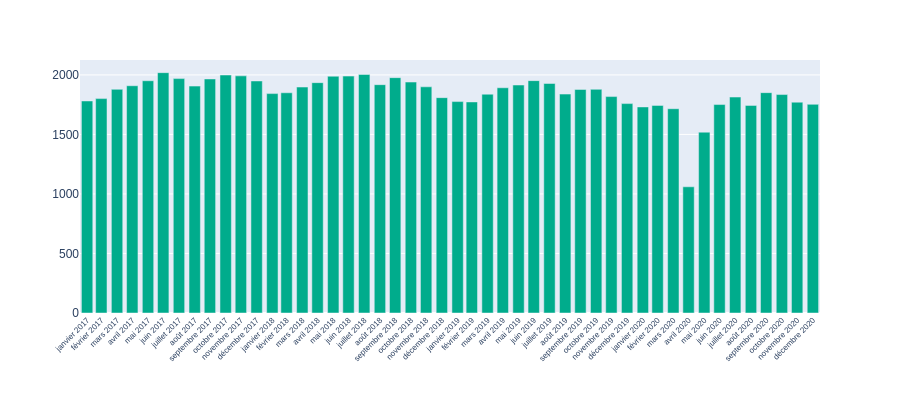 2000
1500
1000
500
0
janvier 2017
février 2017
mars 2017
avril 2017
mai 2017
juin 2017
juillet 2017
août 2017
septembre 2017
octobre 2017
novembre 2017
décembre 2017
janvier 2018
février 2018
mars 2018
avril 2018
mai 2018
juin 2018
juillet 2018
août 2018
septembre 2018
octobre 2018
novembre 2018
décembre 2018
janvier 2019
février 2019
mars 2019
avril 2019
mai 2019
juin 2019
juillet 2019
août 2019
septembre 2019
octobre 2019
novembre 2019
décembre 2019
janvier 2020
février 2020
mars 2020
avril 2020
mai 2020
juin 2020
juillet 2020
août 2020
septembre 2020
octobre 2020
novembre 2020
décembre 2020